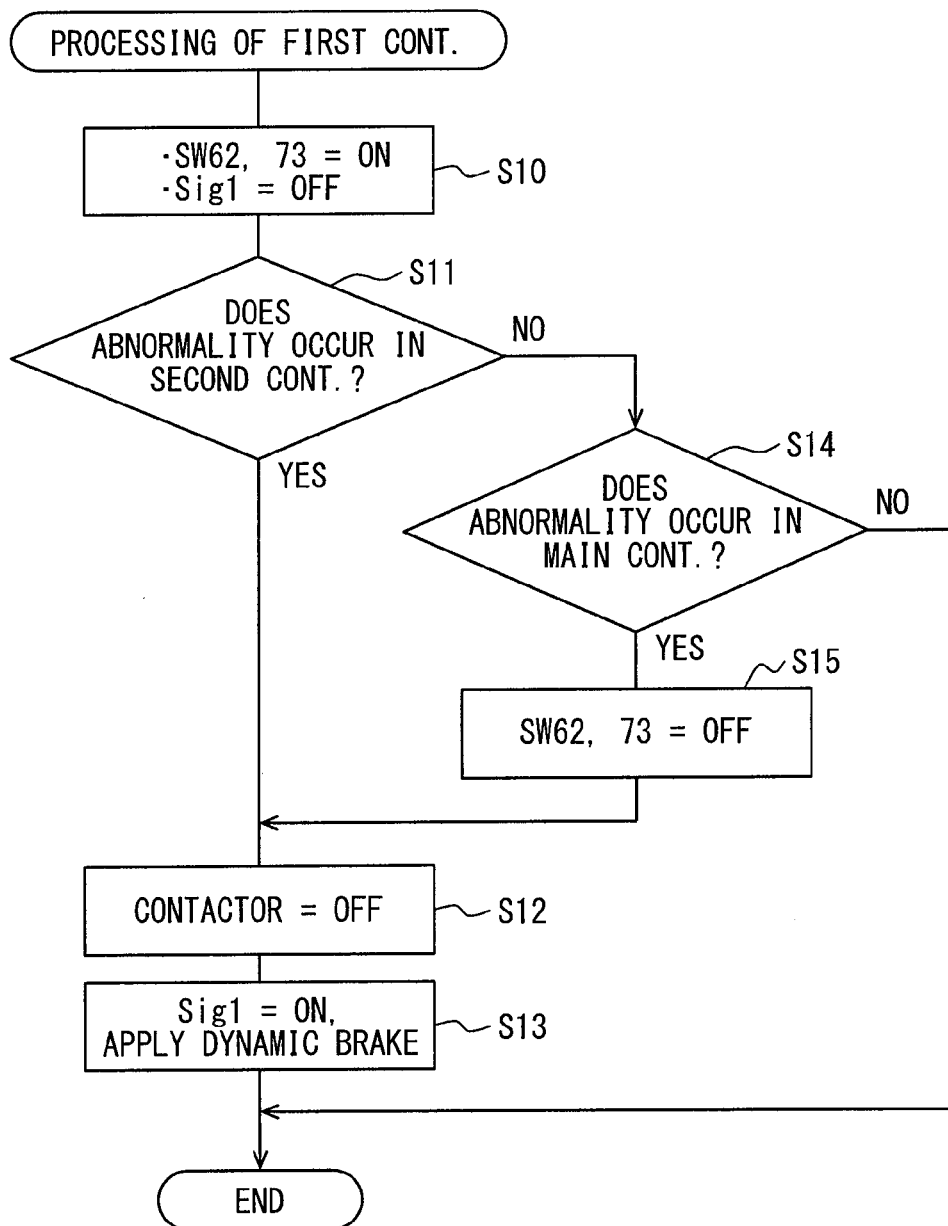 PROCESSING OF FIRST CONT.
·SW62, 73 = ON
·Sig1 = OFF
S10
S11
DOES
ABNORMALITY OCCUR IN
SECOND CONT.?
NO
YES
S14
DOES
ABNORMALITY OCCUR IN
MAIN CONT.?
NO
YES
S15
SW62, 73 = OFF
CONTACTOR = OFF
S12
Sig1 = ON,
APPLY DYNAMIC BRAKE
S13
END